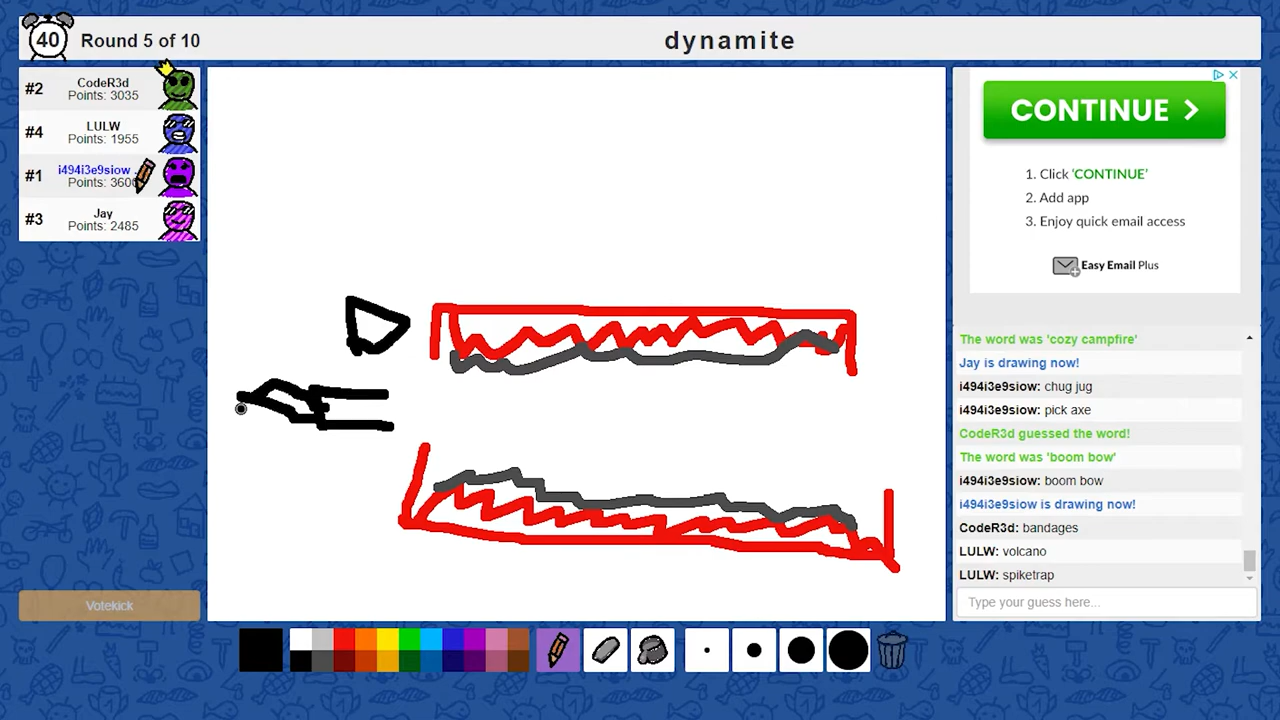 40
Round 5 of 10
dynamite
#2
CodeR3d
Points: 3035
#4
LULW
Points: 1955
#1
i494i3e9siow
Points: 3600
#3
Jay
Points: 2485
Votekick
CONTINUE >
1. Click 'CONTINUE'
2. Add app
3. Enjoy quick email access
Easy Email Plus
The word was 'cozy campfire'
Jay is drawing now!
i494i3e9siow: chug jug
i494i3e9siow: pick axe
CodeR3d guessed the word!
The word was 'boom bow'
i494i3e9siow: boom bow
i494i3e9siow is drawing now!
CodeR3d: bandages
LULW: volcano
LULW: spiketrap
Type your guess here...